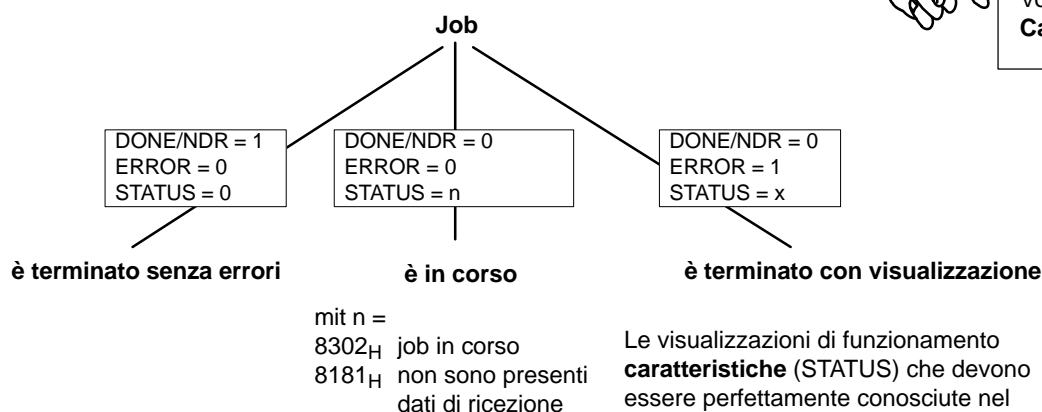 Ca
Job
DONE/NDR = 1
ERROR = 0
STATUS = 0
DONE/NDR = 0
ERROR = 0
STATUS = n
DONE/NDR = 0
ERROR = 1
STATUS = x
è terminato senza errori
è in corso
è terminato con visualizzazione
mit n =
8302H job in corso
8181H non sono presenti
dati di ricezione
Le visualizzazioni di funzionamento
caratteristiche (STATUS) che devono
essere perfettamente conosciute nel